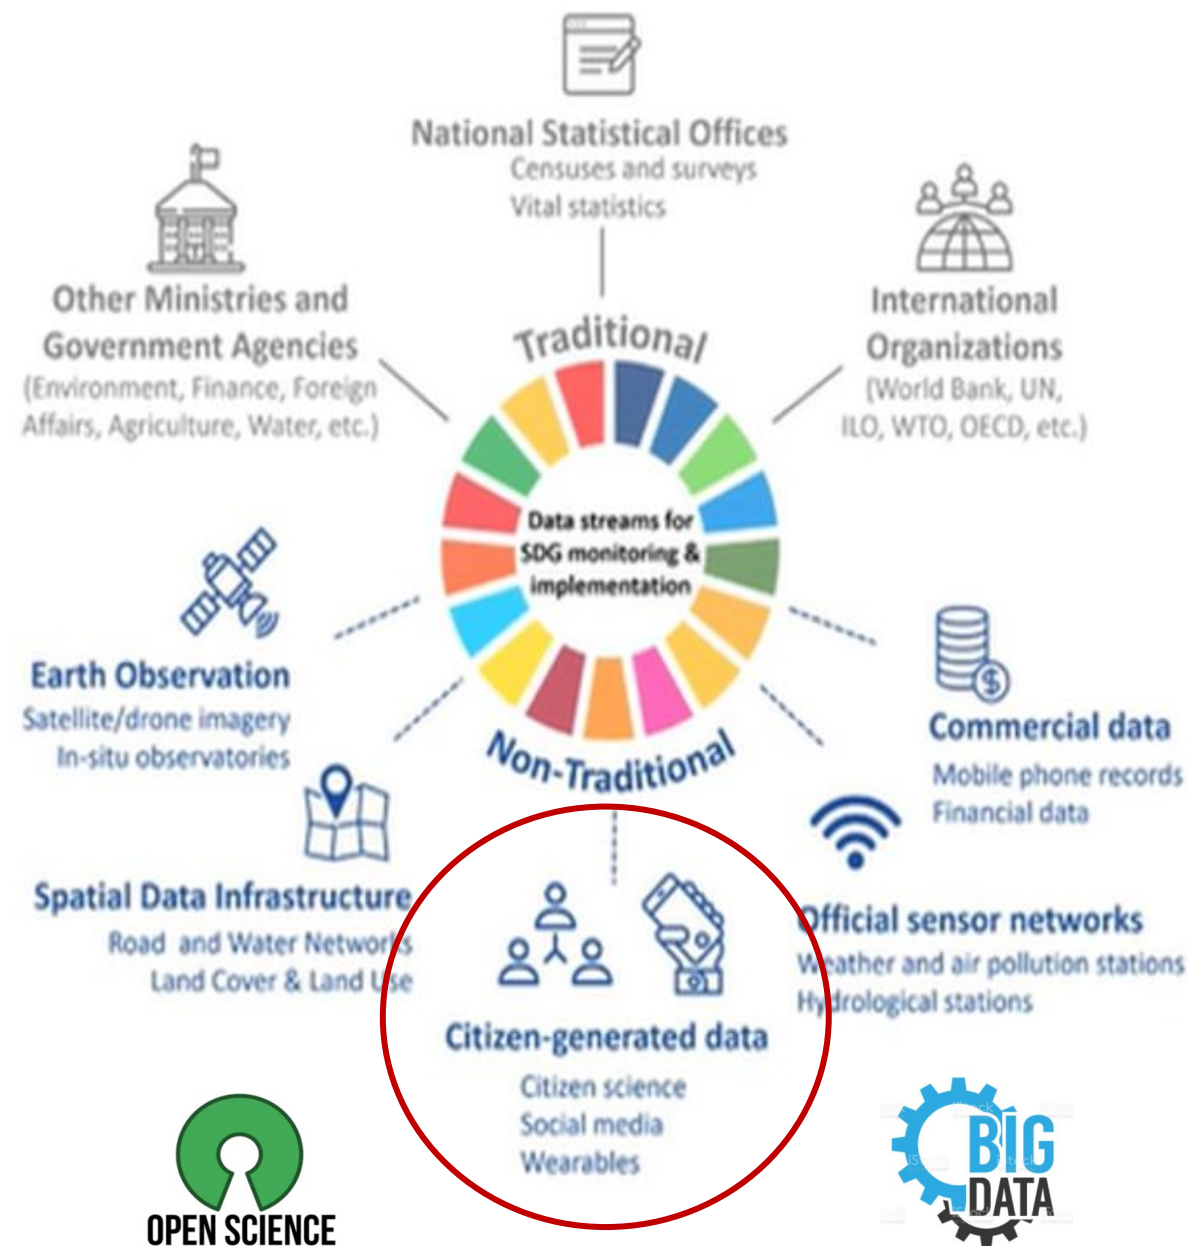 National Statistical Offices
Censuses and surveys
Vital statistics
Other Ministries and
Government Agencies
(Environment, Finance, Foreign
Affairs, Agriculture, Water, etc.)
International
Organizations
(World Bank, UN,
ILO, WTO, OECD, etc.)
Traditional
Data streams for
SDG monitoring &
implementation
Non-Traditional
Earth Observation
Satellite/drone imagery
In-situ observatories
Spatial Data Infrastructure
Road and Water Networks
Land Cover & Land Use
Citizen-generated data
Citizen science
Social media
Wearables
Commercial data
Mobile phone records
Financial data
Official sensor networks
Weather and air pollution stations
Hydrological stations
OPEN SCIENCE
BIG
DATA